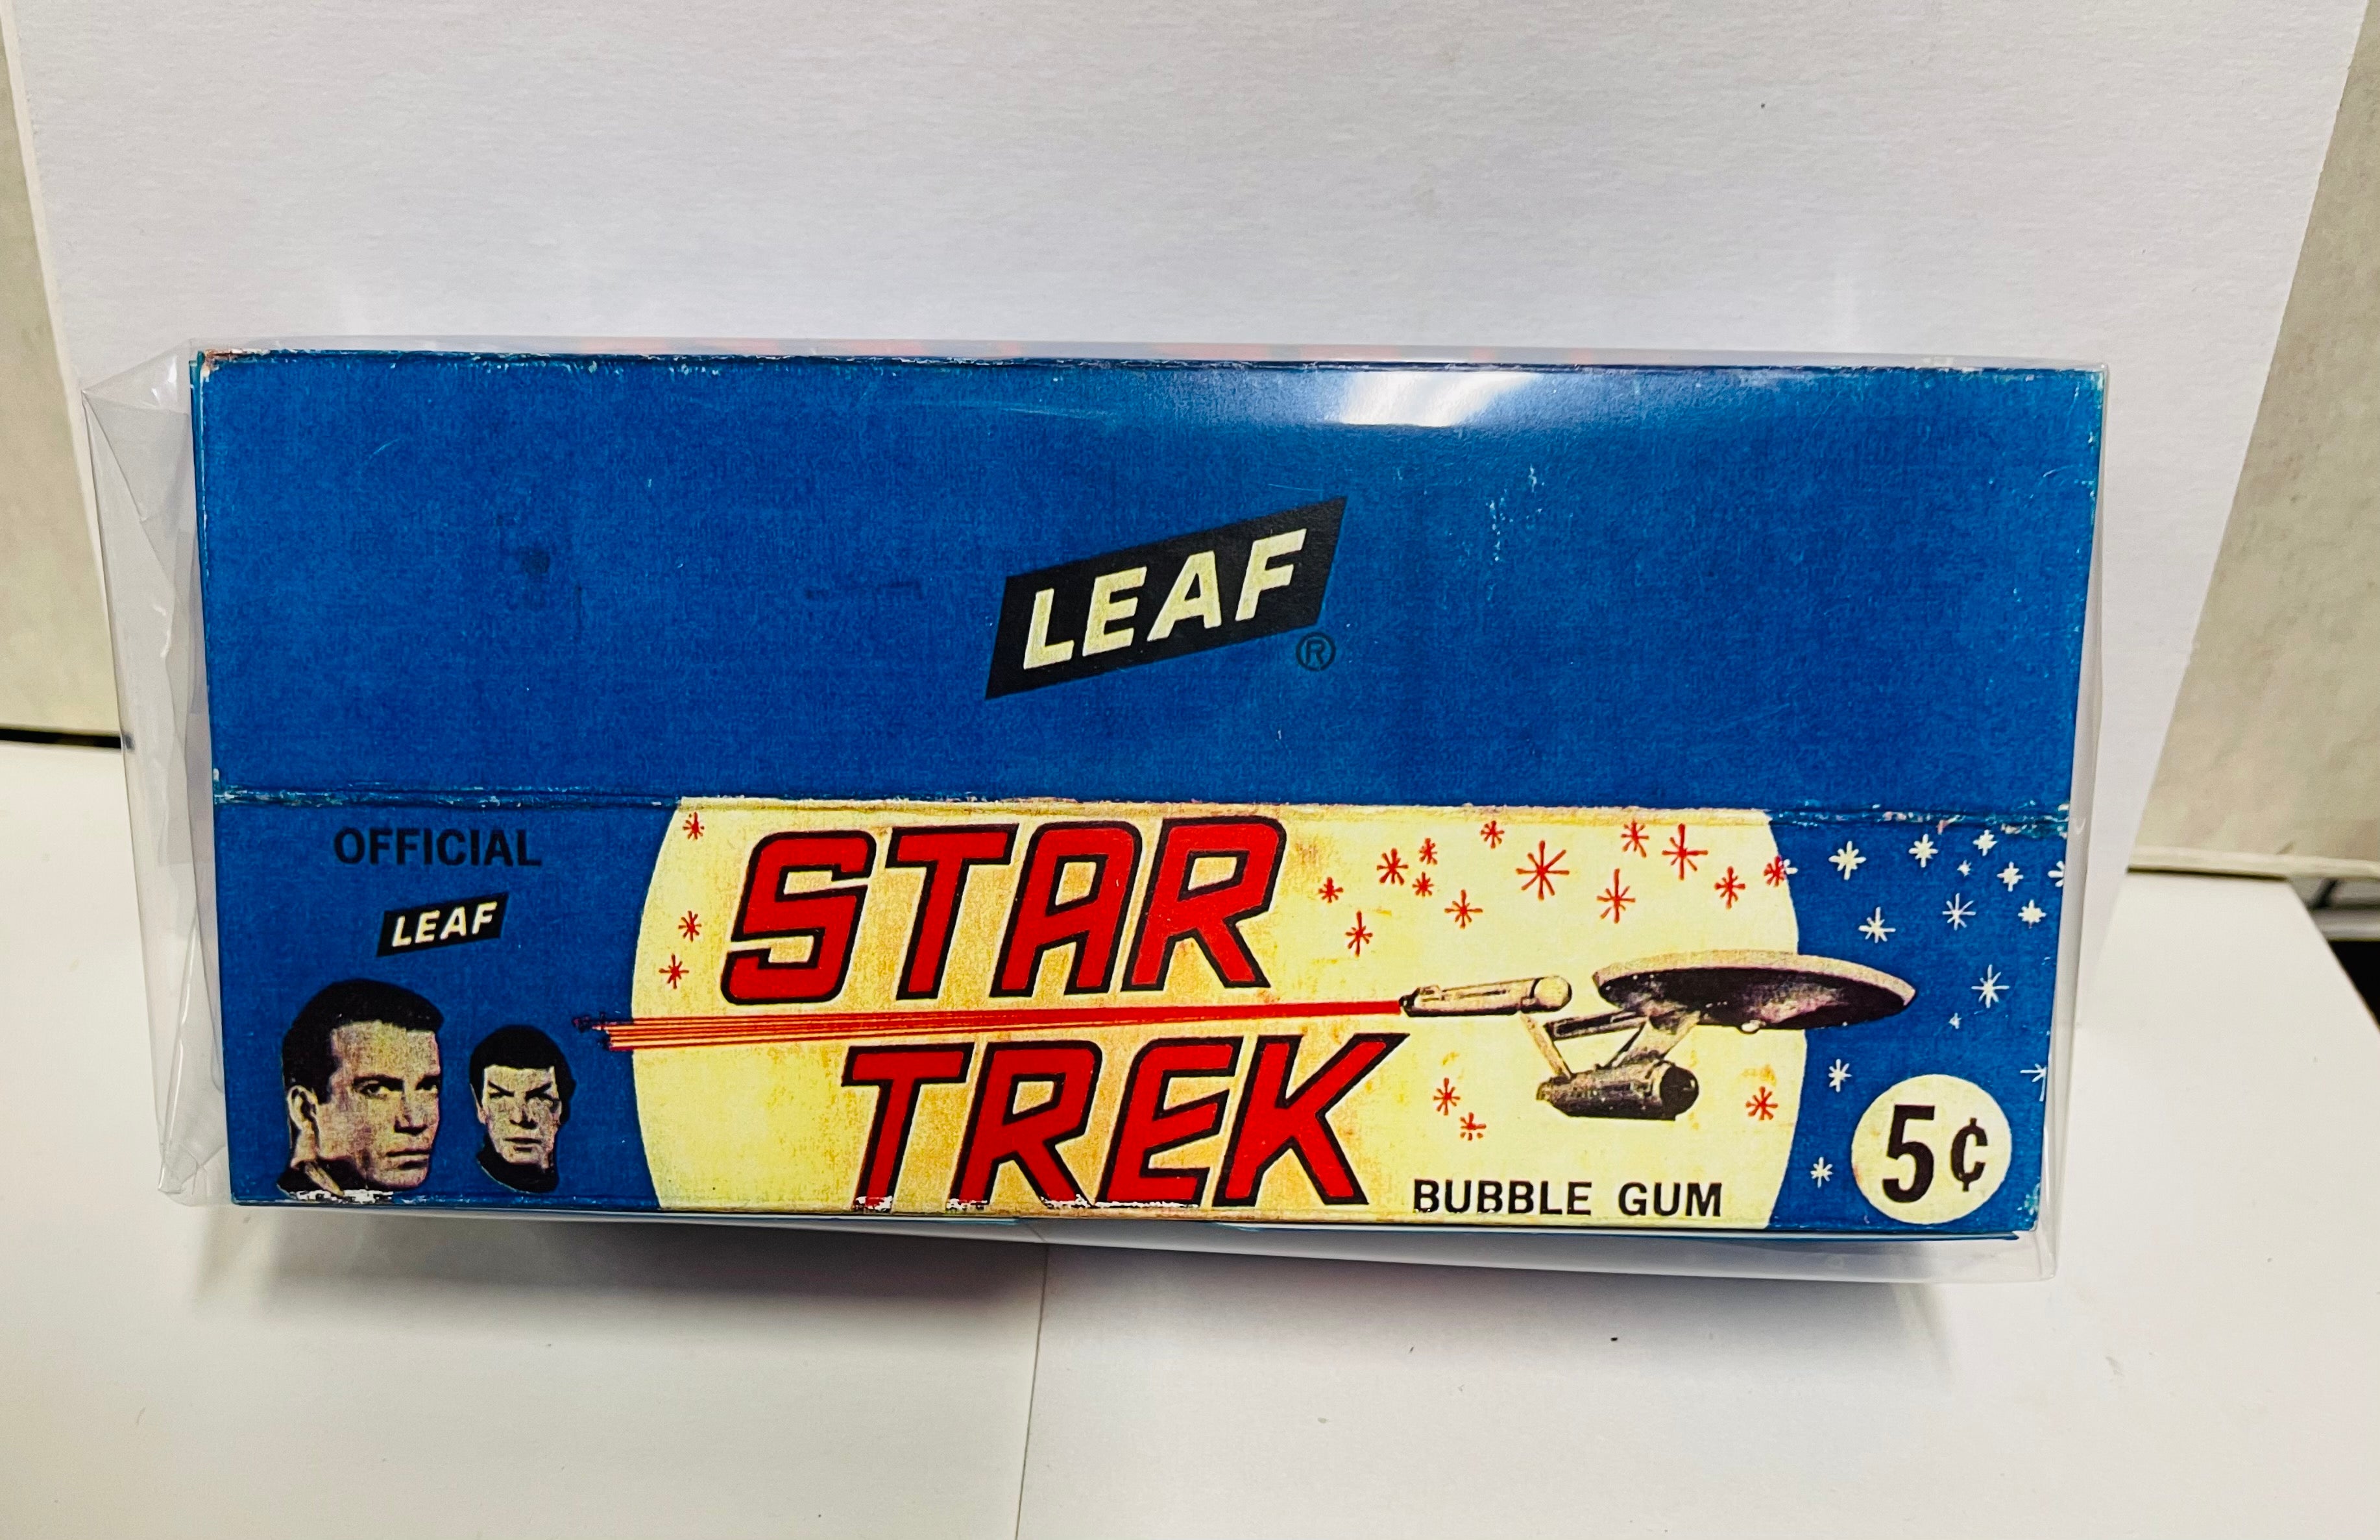 LEAF
®
OFFICIAL
LEAF
STAR
TREK
BUBBLE GUM
5¢